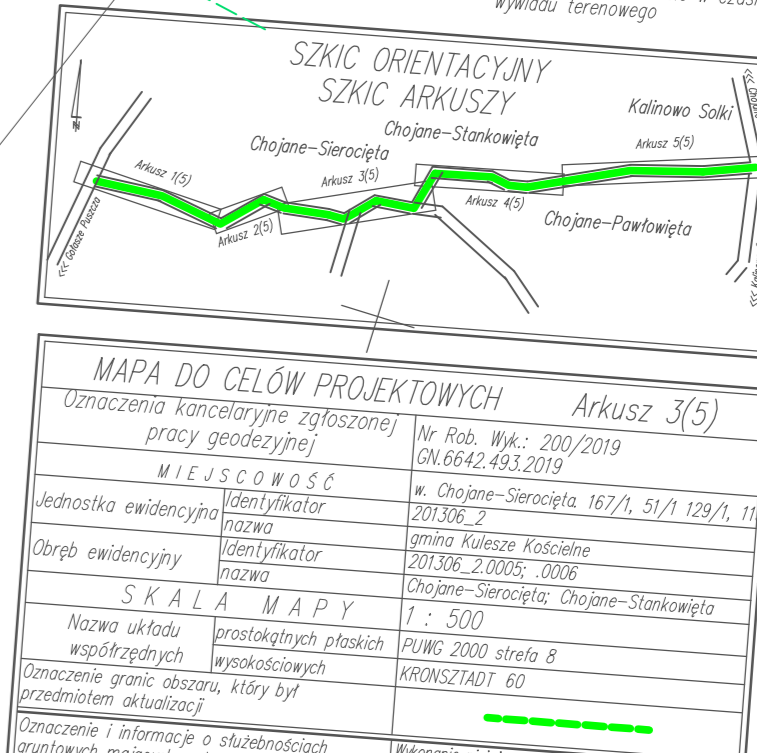 w czasi
wywiadu terenowego
SZKIC ORIENTACYJNY
SZKIC ARKUSZY
N
Kalinowo Solki
Chojane-Stankowięta
Chojane-Sierocięta
Arkusz 5(5)
Arkusz 1(5)
Arkusz 3(5)
Arkusz 4(5)
Arkusz 2(5)
Chojane-Pawłowięta
<<< Gołasze Puszcza
MAPA DO CELÓW PROJEKTOWYCH Arkusz 3(5)
Oznaczenia kancelaryjne zgłoszonej
pracy geodezyjnej
Nr Rob. Wyk.: 200/2019
GN.6642.493.2019
MIEJSCOWOŚĆ
w. Chojane-Sierocięta. 167/1, 51/1 129/1, 11
Jednostka ewidencyjna
Identyfikator
201306_2
nazwa
gmina Kulesze Kościelne
Obręb ewidencyjny
Identyfikator
201306_2.0005; .0006
nazwa
Chojane-Sierocięta; Chojane-Stankowięta
SKALA MAPY
1 : 500
Nazwa układu
współrzędnych
prostokątnych płaskich
PUWG 2000 strefa 8
wysokościowych
KRONSZTADT 60
Oznaczenie granic obszaru, który był
przedmiotem aktualizacji
Oznaczenie i informacje o służebnościach